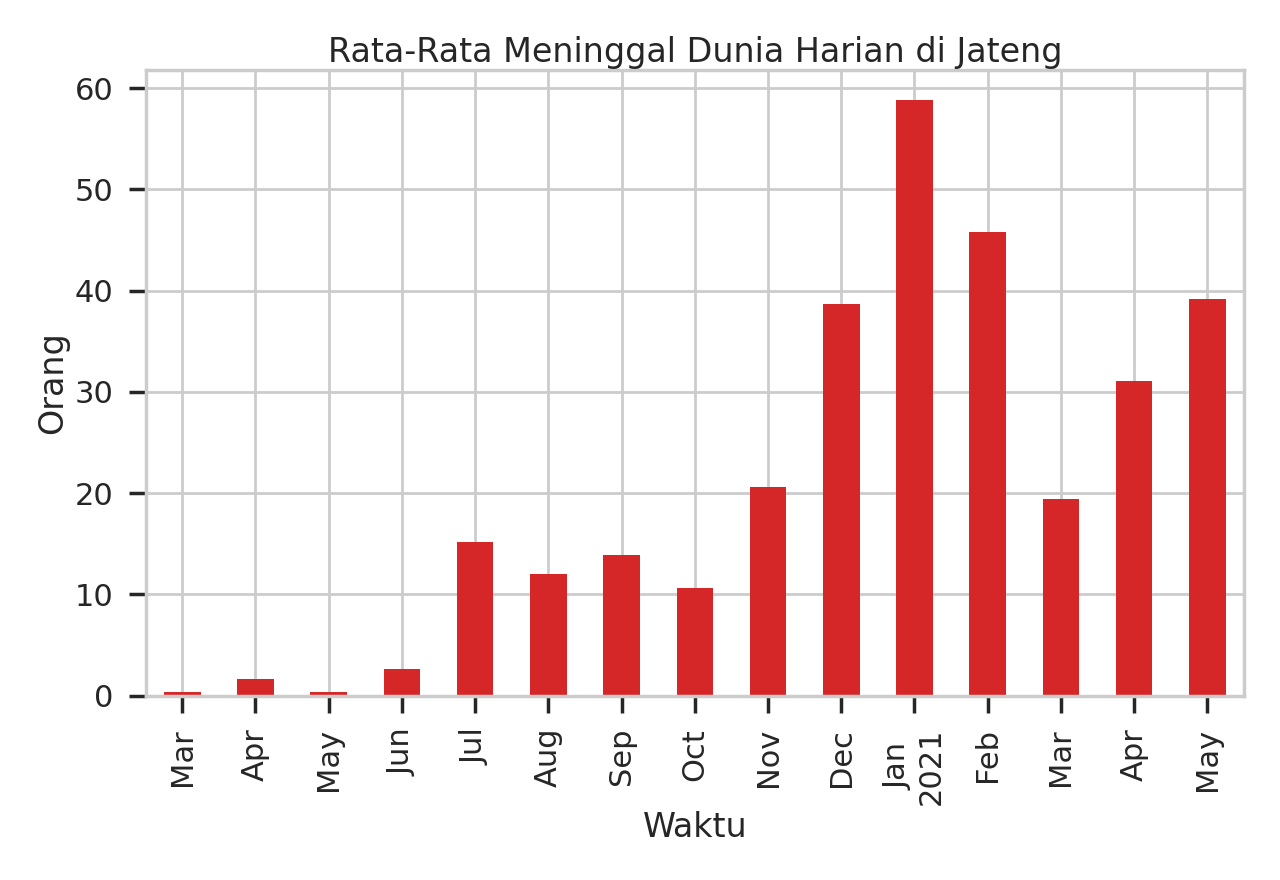 Rata-Rata Meninggal Dunia Harian di Jateng
60
50
40
30
20
10
0
Orang
Mar
Apr
May
Jun
Jul
Aug
Sep
Oct
Nov
Dec
Jan
2021
Feb
Mar
Apr
May
Waktu